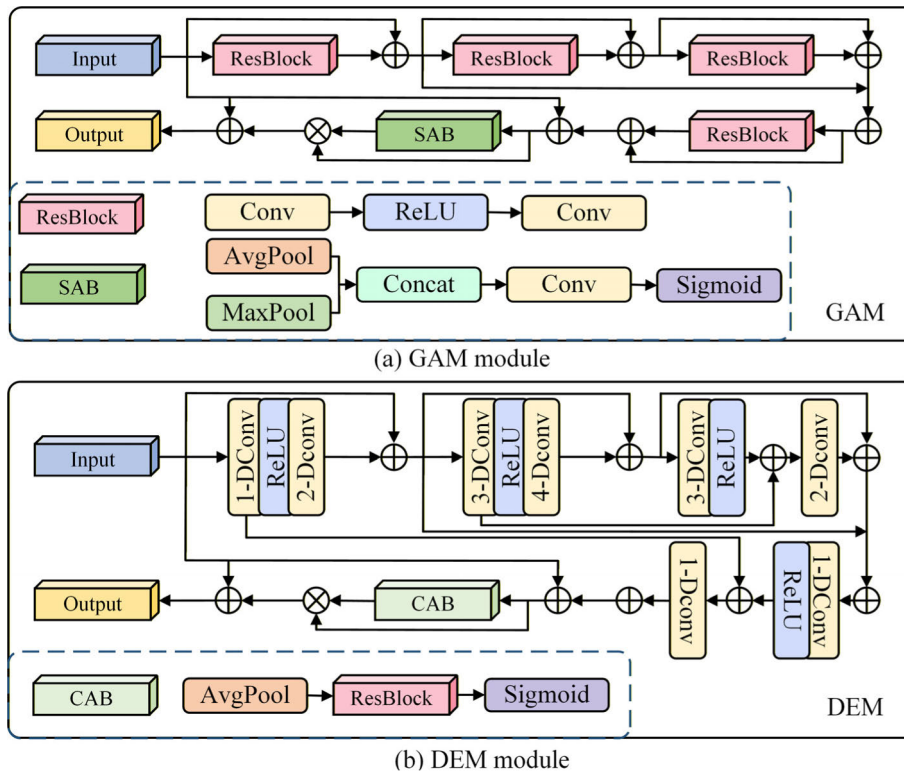 Input
ResBlock
ResBlock
ResBlock
Output
SAB
ResBlock
ResBlock
Conv
ReLU
Conv
SAB
AvgPool
MaxPool
Concat
Conv
Sigmoid
GAM
(a) GAM module
Input
1-DConv
ReLU
2-Dconv
3-DConv
ReLU
4-Dconv
3-DConv
ReLU
2-Dconv
Output
CAB
1-Dconv
ReLU
1-DConv
CAB
AvgPool
ResBlock
Sigmoid
DEM
(b) DEM module